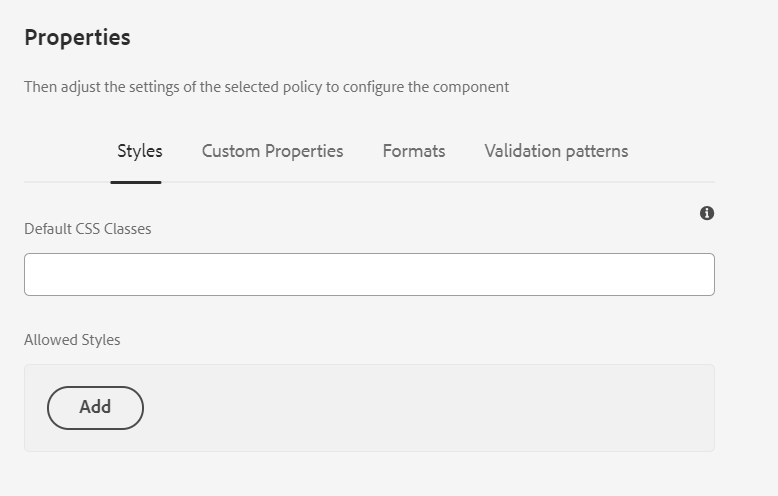 Properties
Then adjust the settings of the selected policy to configure the component
Styles Custom Properties Formats Validation patterns
Default CSS Classes
Allowed Styles
Add